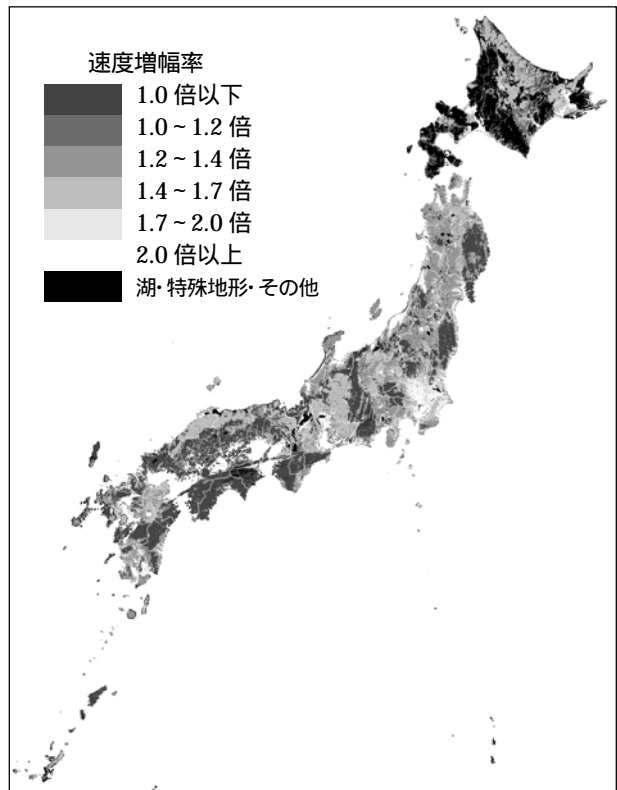 速度増幅率
1.0 倍以下
1.0 ~ 1.2 倍
1.2 ~ 1.4 倍
1.4 ~ 1.7 倍
1.7 ~ 2.0 倍
2.0 倍以上
湖・特殊地形・その他